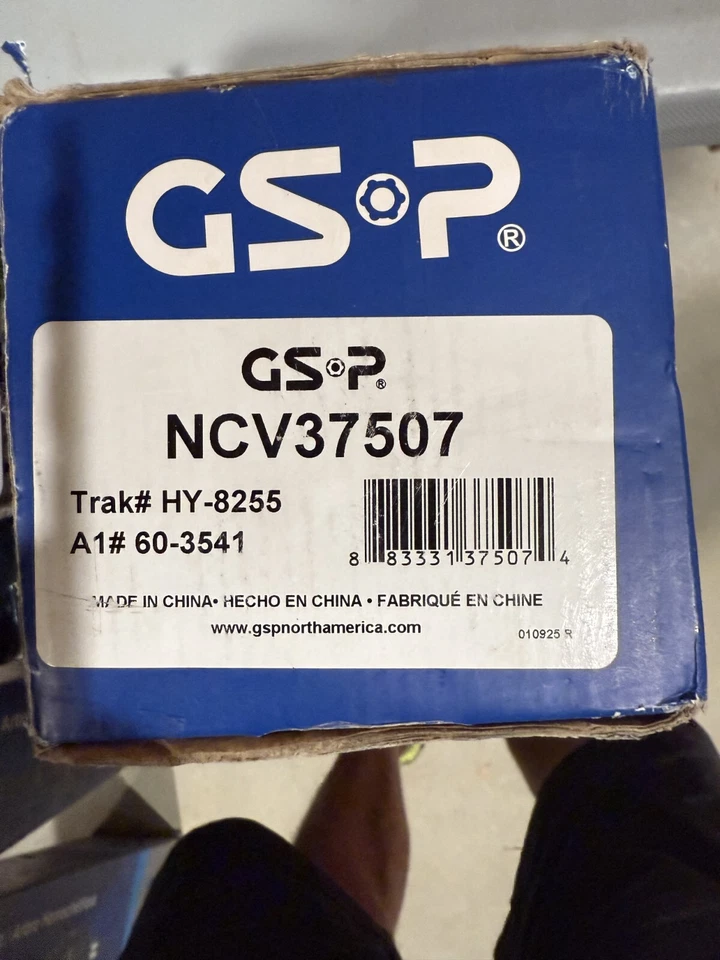 GSP®
GSP®
NCV37507
Trak# HY-8255
A1# 60-3541
8 83331 37507 4
MADE IN CHINA• HECHO EN CHINA • FABRIQUÉ EN CHINE
www.gspnorthamerica.com
010925 R